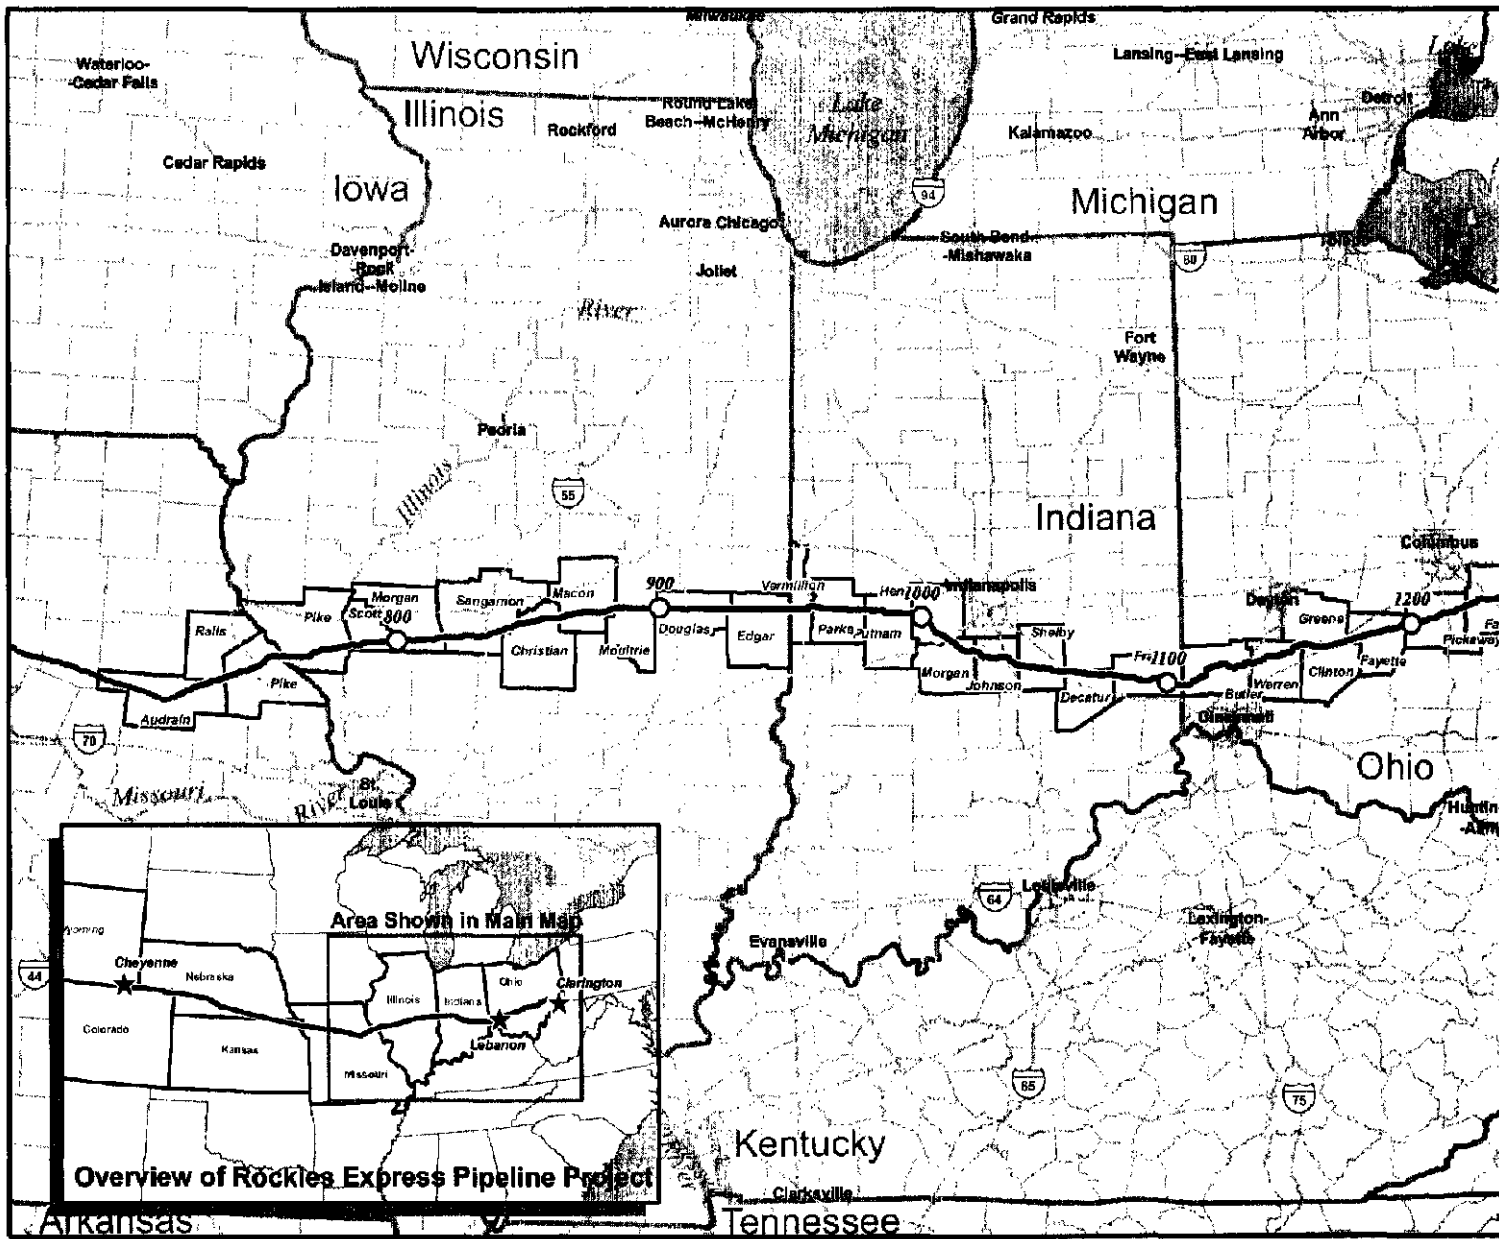 Milwaukee
Grand Rapids
Wisconsin
Lansing--East Lansing
Lake
Waterloo-
-Cedar Falls
Illinois
Round Lake
Beach--McHenry
Lake
Michigan
Detroit
Ann
Arbor
Rockford
Kalamazoo
Cedar Rapids
Iowa
94
Michigan
Aurora Chicago
Davenport-
-Rock
Island--Moline
South Bend-
-Mishawaka
Toledo
80
Joliet
River
Fort
Wayne
Peoria
Illinois
55
Indiana
Columbus
900
Vermillion
1000
Indianapolis
Morgan
Sangamon
Macon
Dayton
1200
Ralls
Pike
Scott
800
Douglas
Edgar
Parke
Putnam
Shelby
Greene
Pickaway
Christian
Moultrie
1100
Pike
Morgan
Johnson
Decatur
Butler
Warren
Clinton
Fayette
Audrain
Cincinnati
70
Ohio
Missouri
River
St.
Louis
Huntin
Area Shown in Main Map
64
Louisville
Lexington-
-Fayette
Evansville
44
Cheyenne
Nebraska
Illinois
Indiana
Ohio
Clarington
Colorado
Kansas
Lebanon
Missouri
65
75
Kentucky
Overview of Rockies Express Pipeline Project
Clarksville
Arkansas
Tennessee